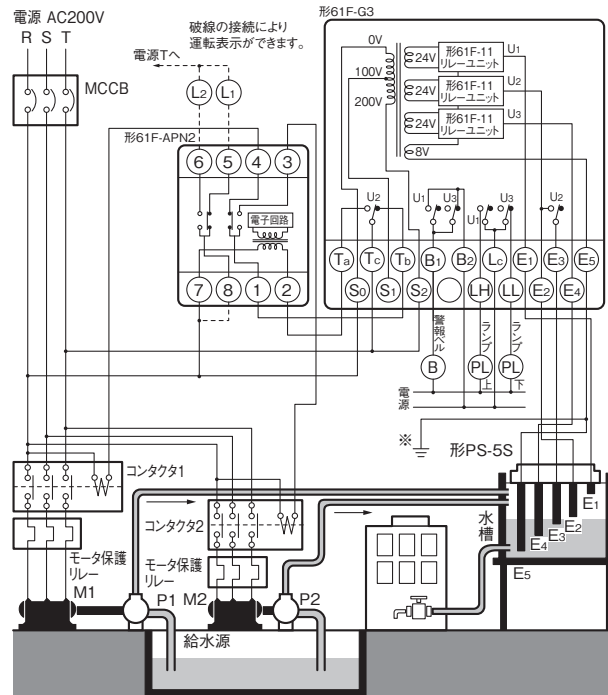 電源 AC200V
R S T
MCCB
破線の接続により
運転表示ができます。
電源Tへ
L2 L1
形61F-APN2
6 5 4 3
電子回路
7 8 1 2
形61F-G3
0V
100V
200V
24V
形61F-11
リレーユニット
U1
24V
形61F-11
リレーユニット
U2
24V
形61F-11
リレーユニット
U3
8V
U2
U1 U3
U1 U3
U2
Ta Tc Tb B1 B2 Lc E1 E3 E5
S0 S1 S2 LH LL E2 E4
警報ベル
ランプ
ランプ
B
PL
上
PL
下
電源
※
形PS-5S
コンタクタ1
モータ保護
リレー
M1
P1
コンタクタ2
モータ保護
リレー
M2
P2
給水源
水槽
E1
E2
E3
E4
E5